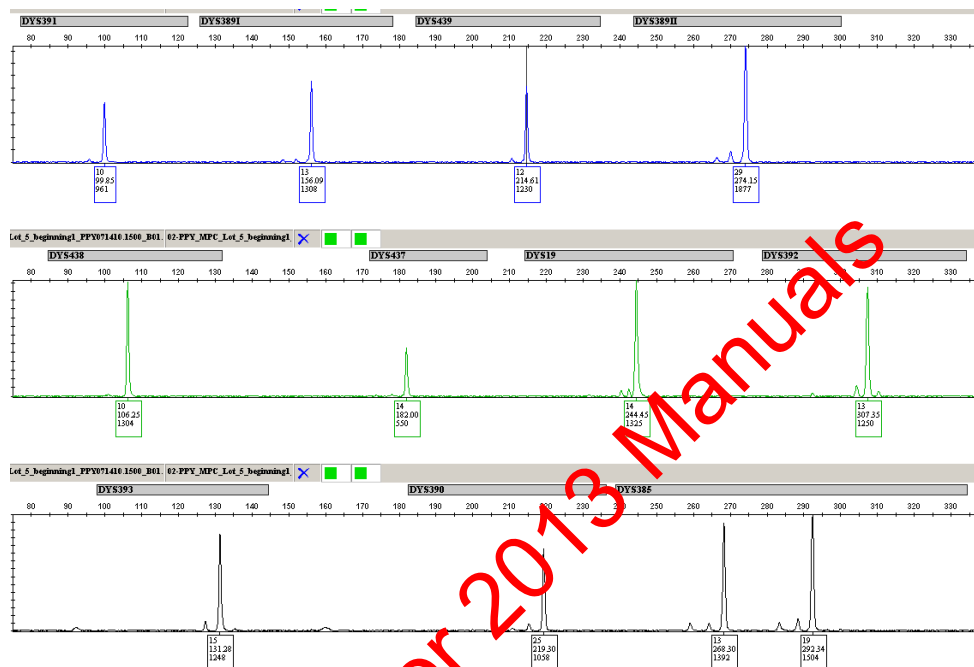 DYS391 DYS389I DYS439 DYS389II
80 90 100 110 120 130 140 150 160 170 180 190 200 210 220 230 240 250 260 270 280 290 300 310 320 330
10 13 12 29
99.85 156.09 214.61 274.15
961 1308 1230 1877
Lot_5_beginning1_PPY071410.1500_B01. 02-PPY_MPC_Lot_5_beginning1
DYS438 DYS437 DYS19 DYS392
80 90 100 110 120 130 140 150 160 170 180 190 200 210 220 230 240 250 260 270 280 290 300 310 320 330
10 14 14 13
106.25 182.00 244.45 307.35
1304 550 1325 1250
Lot_5_beginning1_PPY071410.1500_B01. 02-PPY_MPC_Lot_5_beginning1
DYS393 DYS390 DYS385
80 90 100 110 120 130 140 150 160 170 180 190 200 210 220 230 240 250 260 270 280 290 300 310 320 330
15 25 13 19
131.28 219.30 268.30 292.34
1248 1058 1392 1504
er 2013 Manuals